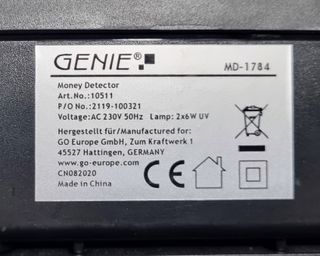 GENIE®
MD-1784
Money Detector
Art.No.:10511
P/O No.:2119-100321
Voltage:AC 230V 50Hz Lamp: 2x6W UV
Hergestellt für/Manufactured for:
GO Europe GmbH, Zum Kraftwerk 1
45527 Hattingen, GERMANY
www.go-europe.com
CN082020
Made in China
CE